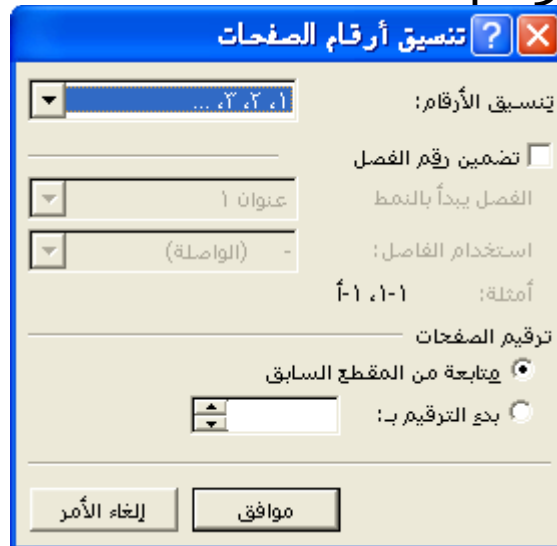 تنسيق أرقام الصفحات
تنسيق الأرقام: ١، ٢، ٣، ...
تضمين رقم الفصل
الفصل يبدأ بالنمط عنوان ١
استخدام الفاصل: - (الواصلة)
أمثلة: ١-١، ١-أ
ترقيم الصفحات
متابعة من المقطع السابق
بدء الترقيم بـ:
موافق إلغاء الأمر